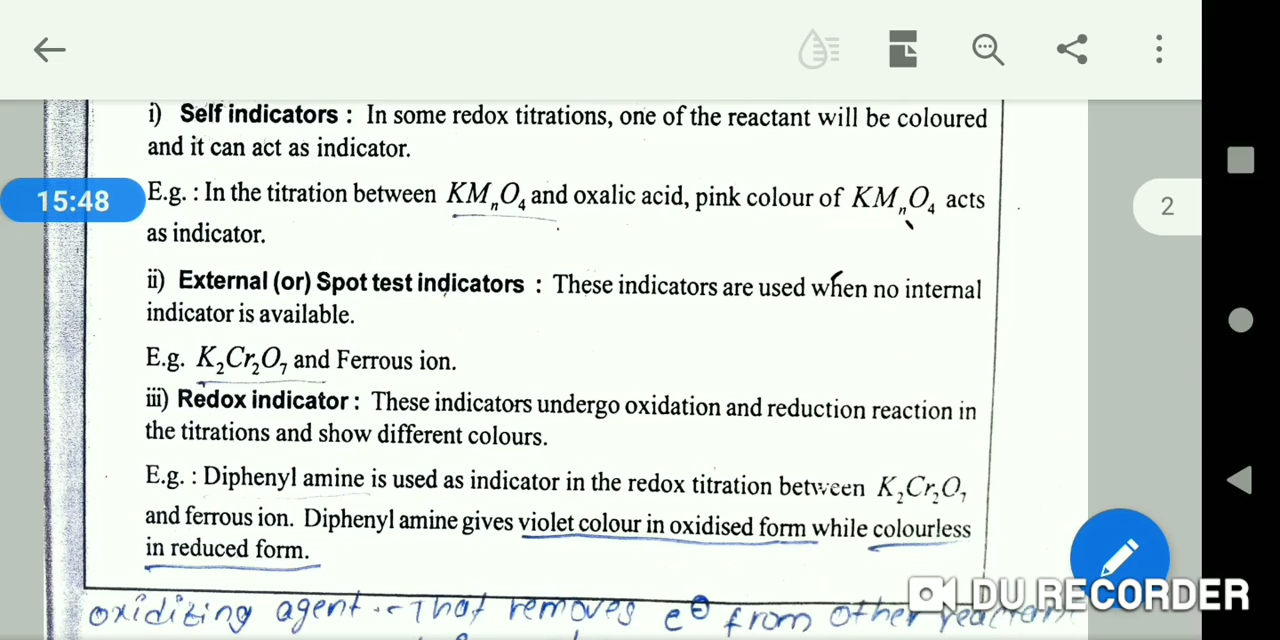 i) Self indicators : In some redox titrations, one of the reactant will be coloured
and it can act as indicator.
15:48
E.g. : In the titration between KMnO4 and oxalic acid, pink colour of KMnO4 acts
2
as indicator.
ii) External (or) Spot test indicators : These indicators are used when no internal
indicator is available.
E.g. K2Cr2O7 and Ferrous ion.
iii) Redox indicator : These indicators undergo oxidation and reduction reaction in
the titrations and show different colours.
E.g. : Diphenyl amine is used as indicator in the redox titration between K2Cr2O7
and ferrous ion. Diphenyl amine gives violet colour in oxidised form while colourless
in reduced form.
DU RECORDER
oxidizing agent :- That removes e⊖ from other reactant